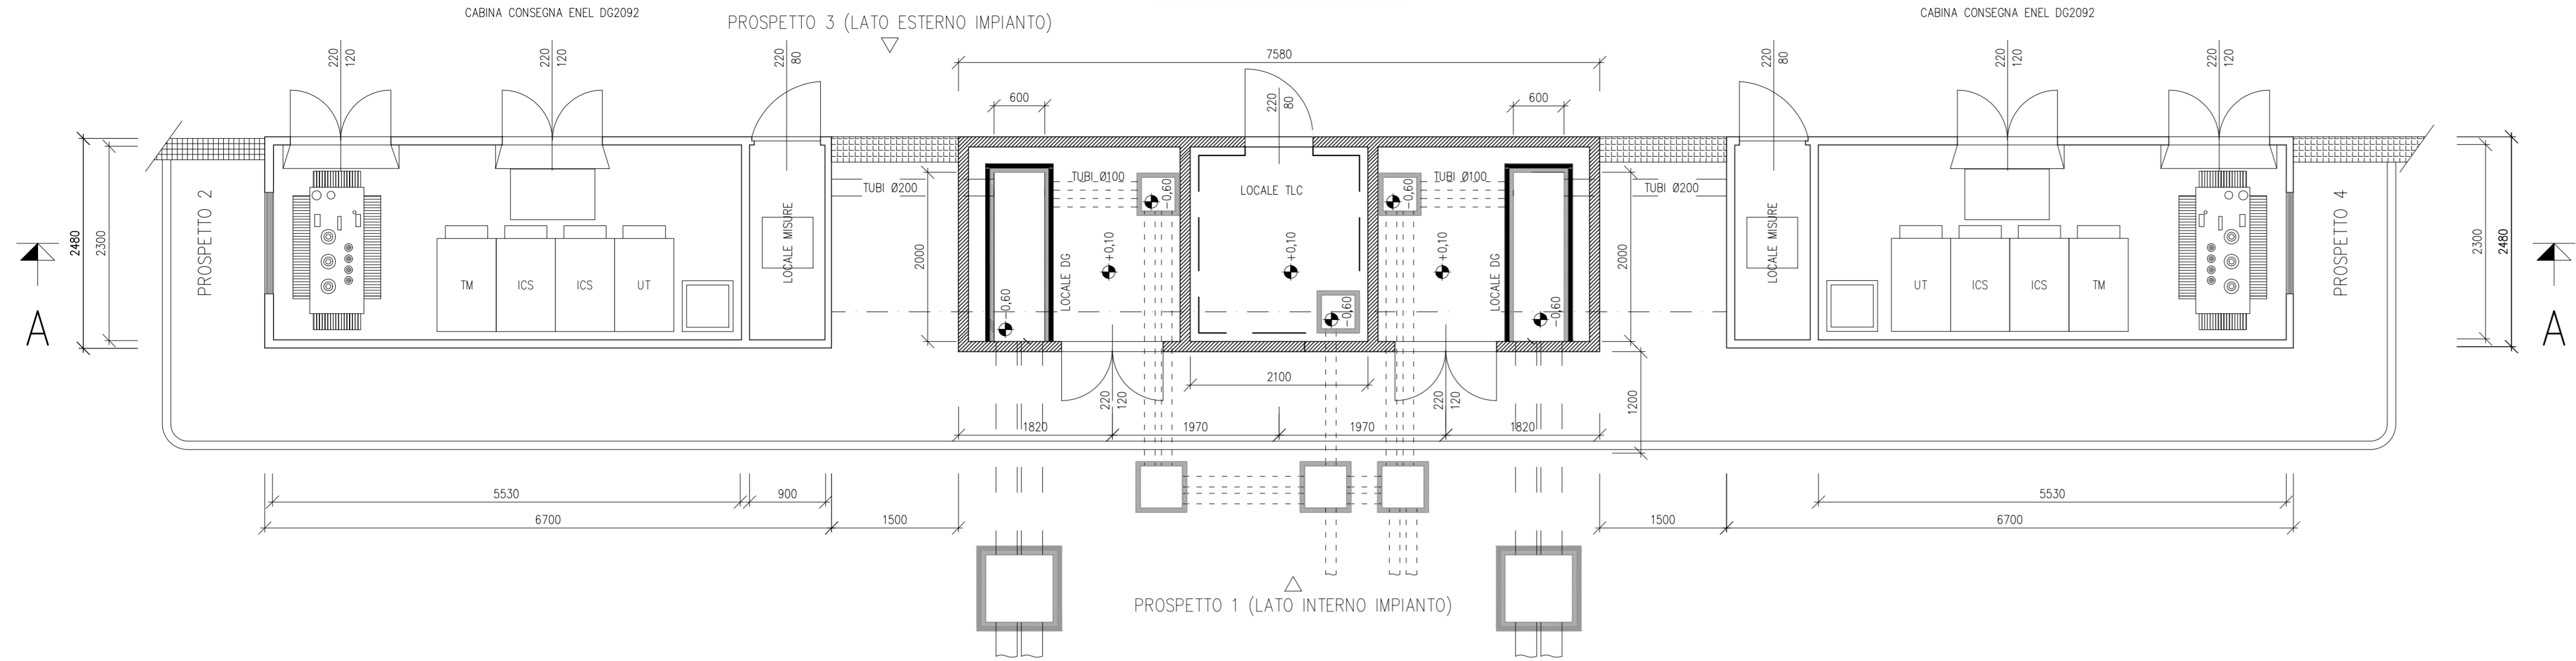 CABINA CONSEGNA ENEL DG2092
PROSPETTO 3 (LATO ESTERNO IMPIANTO)
CABINA CONSEGNA ENEL DG2092
220
120
220
120
220
80
7580
220
80
220
120
220
120
600
220
80
600
TUBI Ø200
TUBI Ø100
-0,60
LOCALE TLC
-0,60
TUBI Ø100
TUBI Ø200
PROSPETTO 2
2480
2300
LOCALE MISURE
2000
+0,10
+0,10
+0,10
2000
LOCALE MISURE
PROSPETTO 4
2300
2480
A
TM
ICS
ICS
UT
-0,60
LOCALE DG
-0,60
LOCALE DG
-0,60
UT
ICS
ICS
TM
A
2100
220
120
220
120
1200
1820
1970
1970
1820
5530
900
5530
6700
1500
1500
6700
PROSPETTO 1 (LATO INTERNO IMPIANTO)